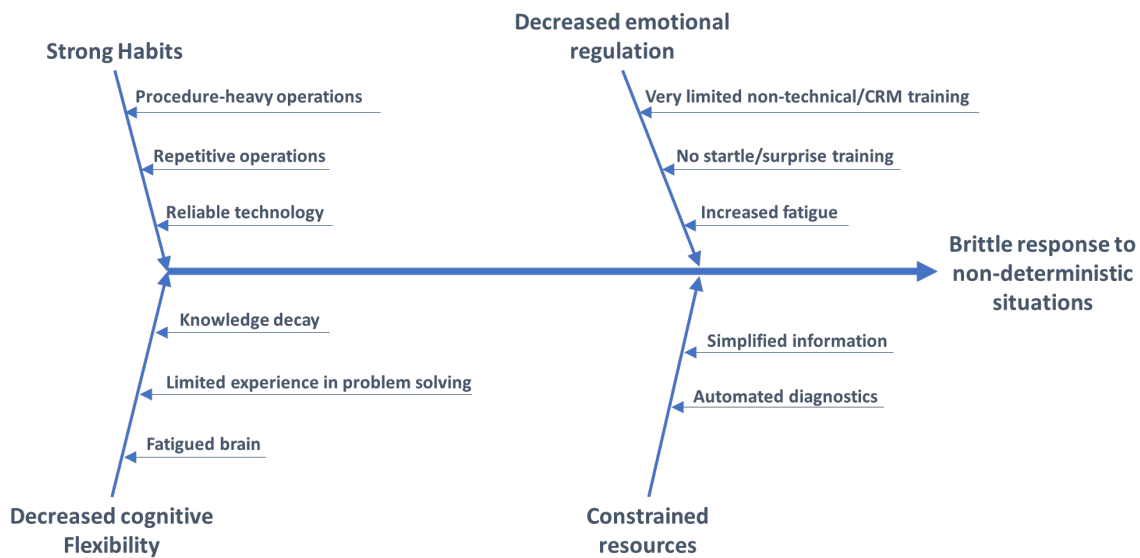 Strong Habits
Procedure-heavy operations
Repetitive operations
Reliable technology
Decreased emotional
regulation
Very limited non-technical/CRM training
No startle/surprise training
Increased fatigue
Brittle response to
non-deterministic
situations
Knowledge decay
Limited experience in problem solving
Fatigued brain
Decreased cognitive
Flexibility
Simplified information
Automated diagnostics
Constrained
resources